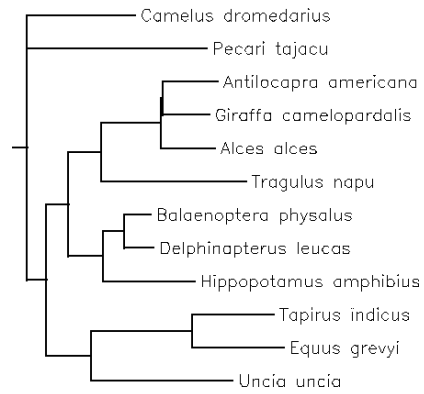 Camelus dromedarius
Pecari tajacu
Antilocapra americana
Giraffa camelopardalis
Alces alces
Tragulus napu
Balaenoptera physalus
Delphinapterus leucas
Hippopotamus amphibius
Tapirus indicus
Equus grevyi
Uncia uncia